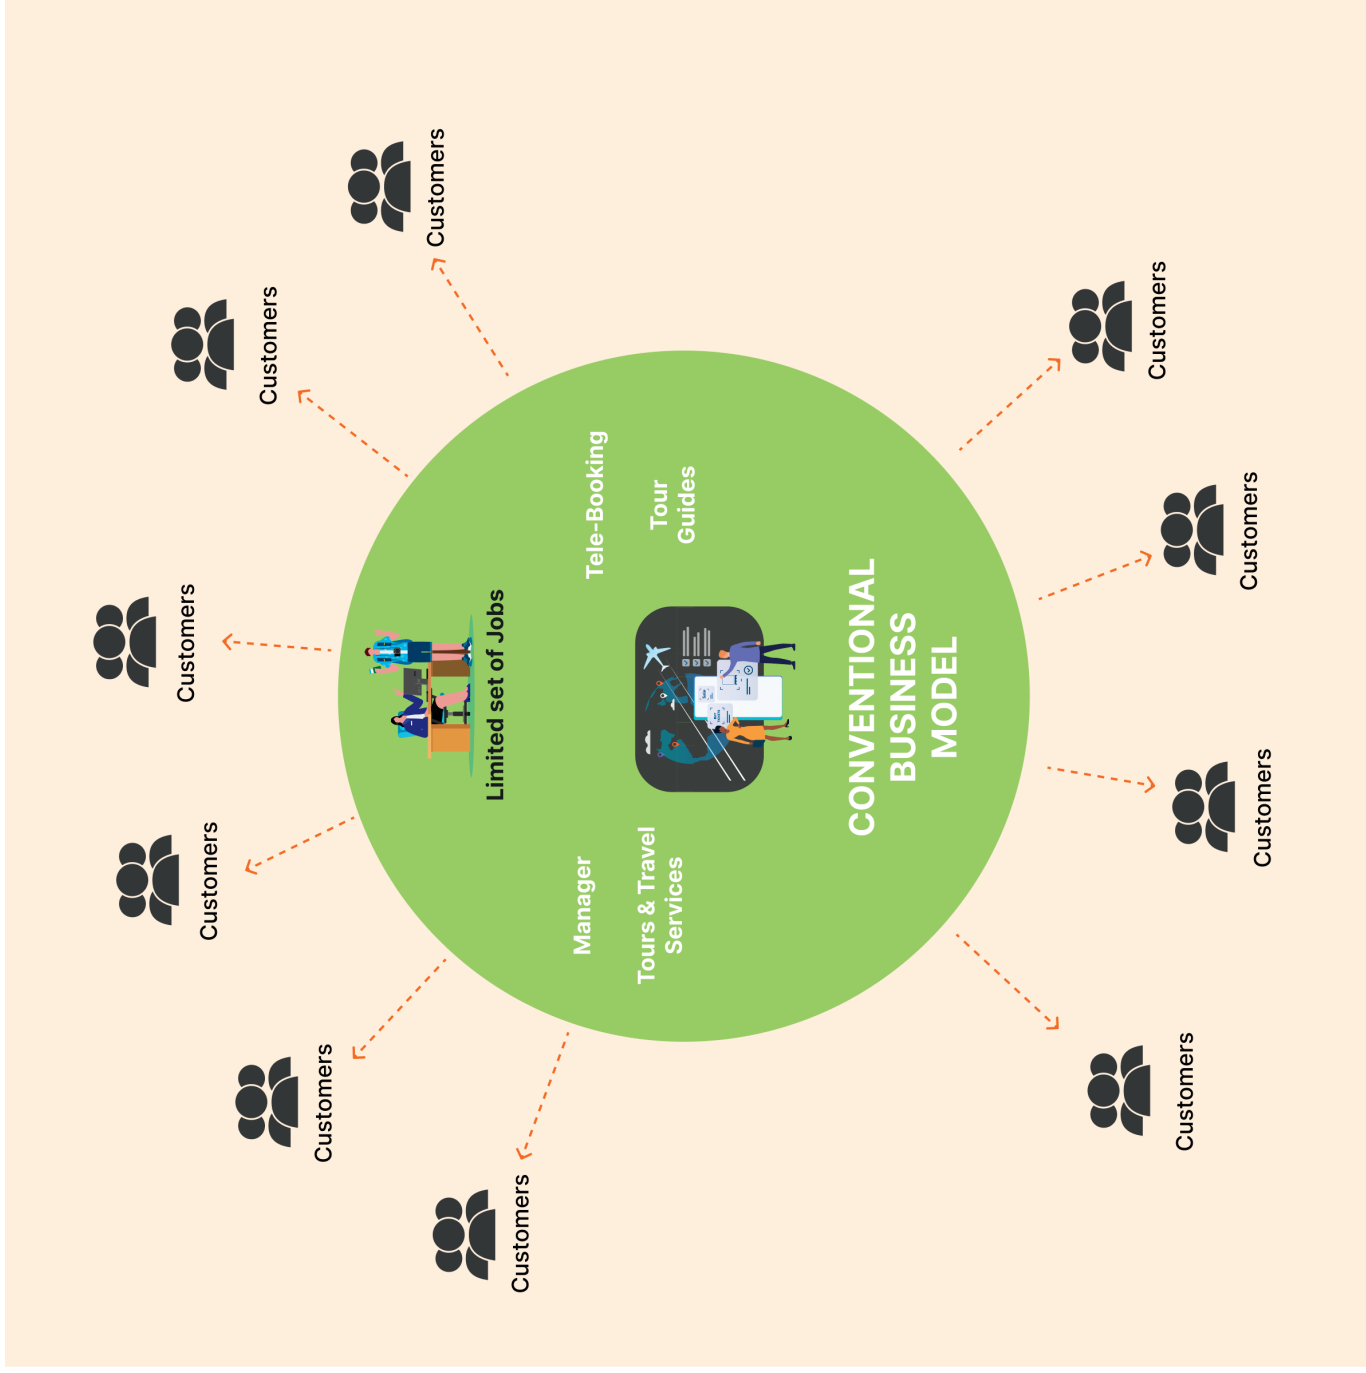 Customers
Customers
Customers
Customers
Customers
Limited set of Jobs
Customers
Manager
Tele-Booking
Tours & Travel
Services
Tour
Guides
CONVENTIONAL
BUSINESS
MODEL
Customers
Customers
Customers
Customers